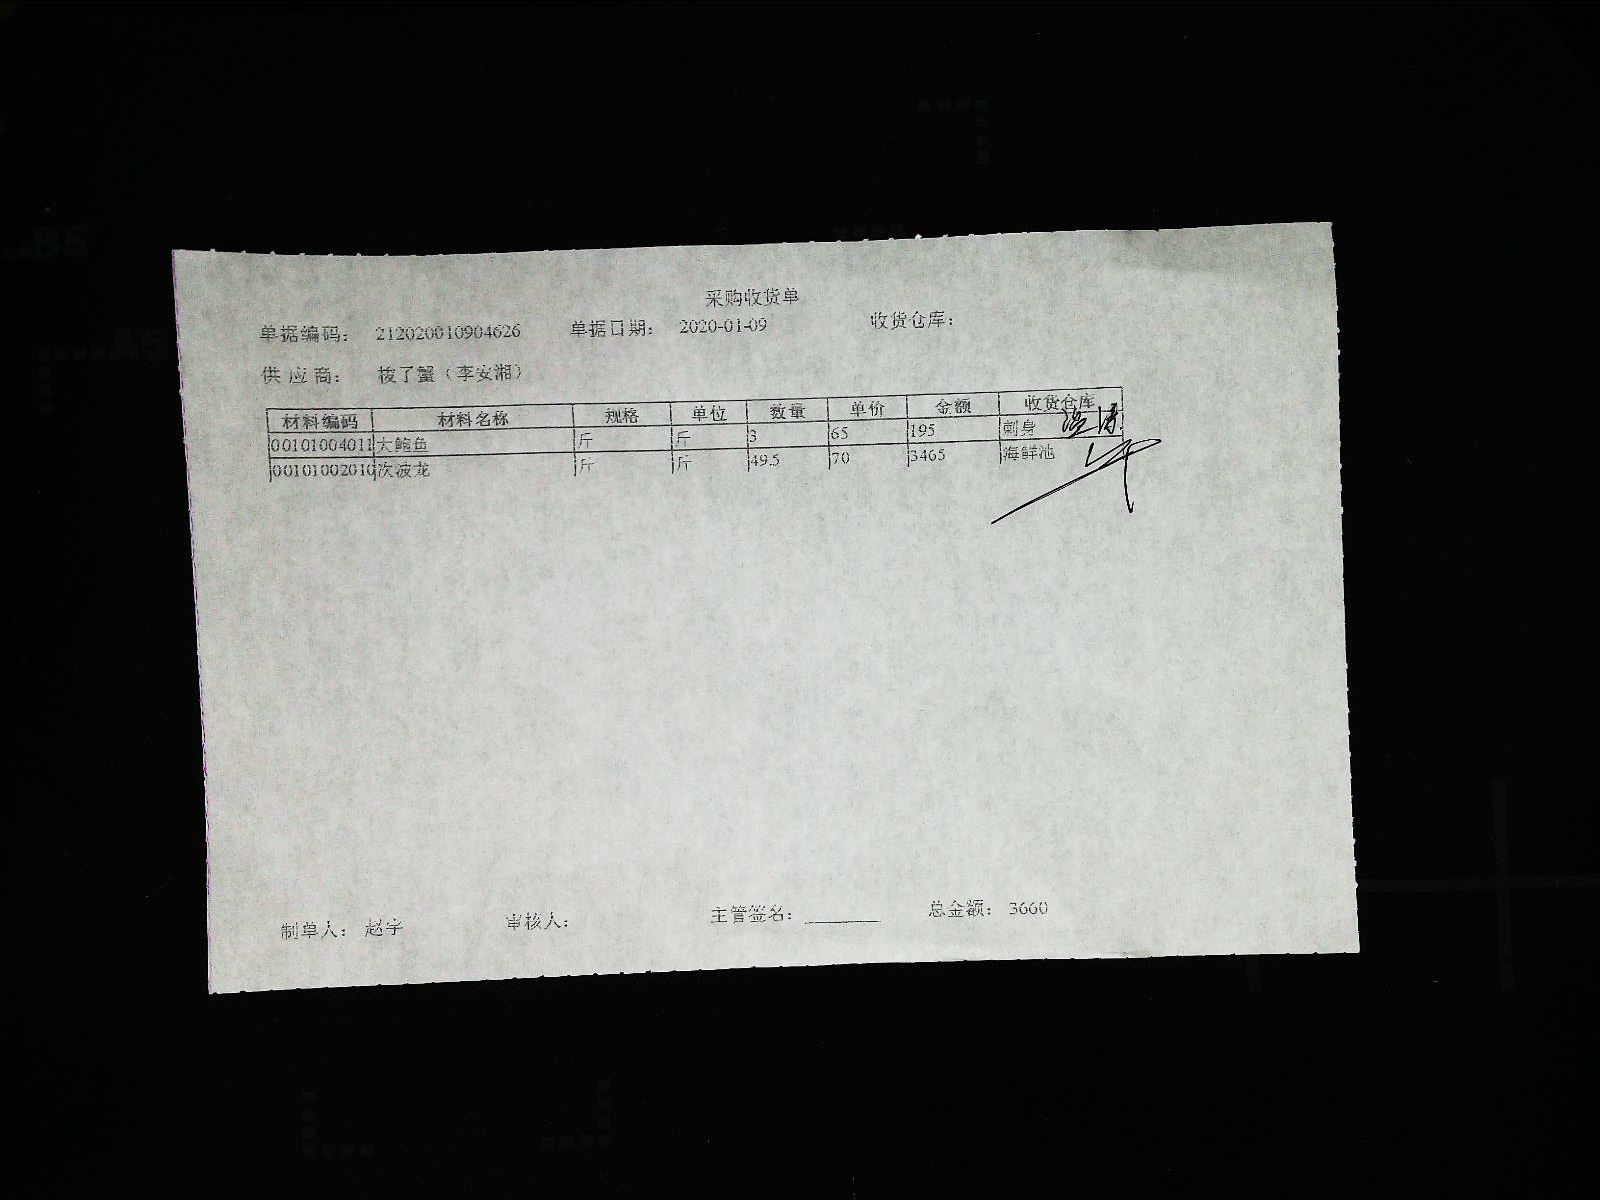 采购收货单
单据编码： 212020010904626 单据日期： 2020-01-09 收货仓库：
供 应 商： 拨了蟹（李安湘）
材料编码 材料名称 规格 单位 数量 单价 金额 收货仓库
00101004011 大鲍鱼 斤 斤 3 65 195 刺身
00101002010 次波龙 斤 斤 49.5 70 3465 海鲜池
制单人： 赵宇 审核人： 主管签名： 总金额： 3660